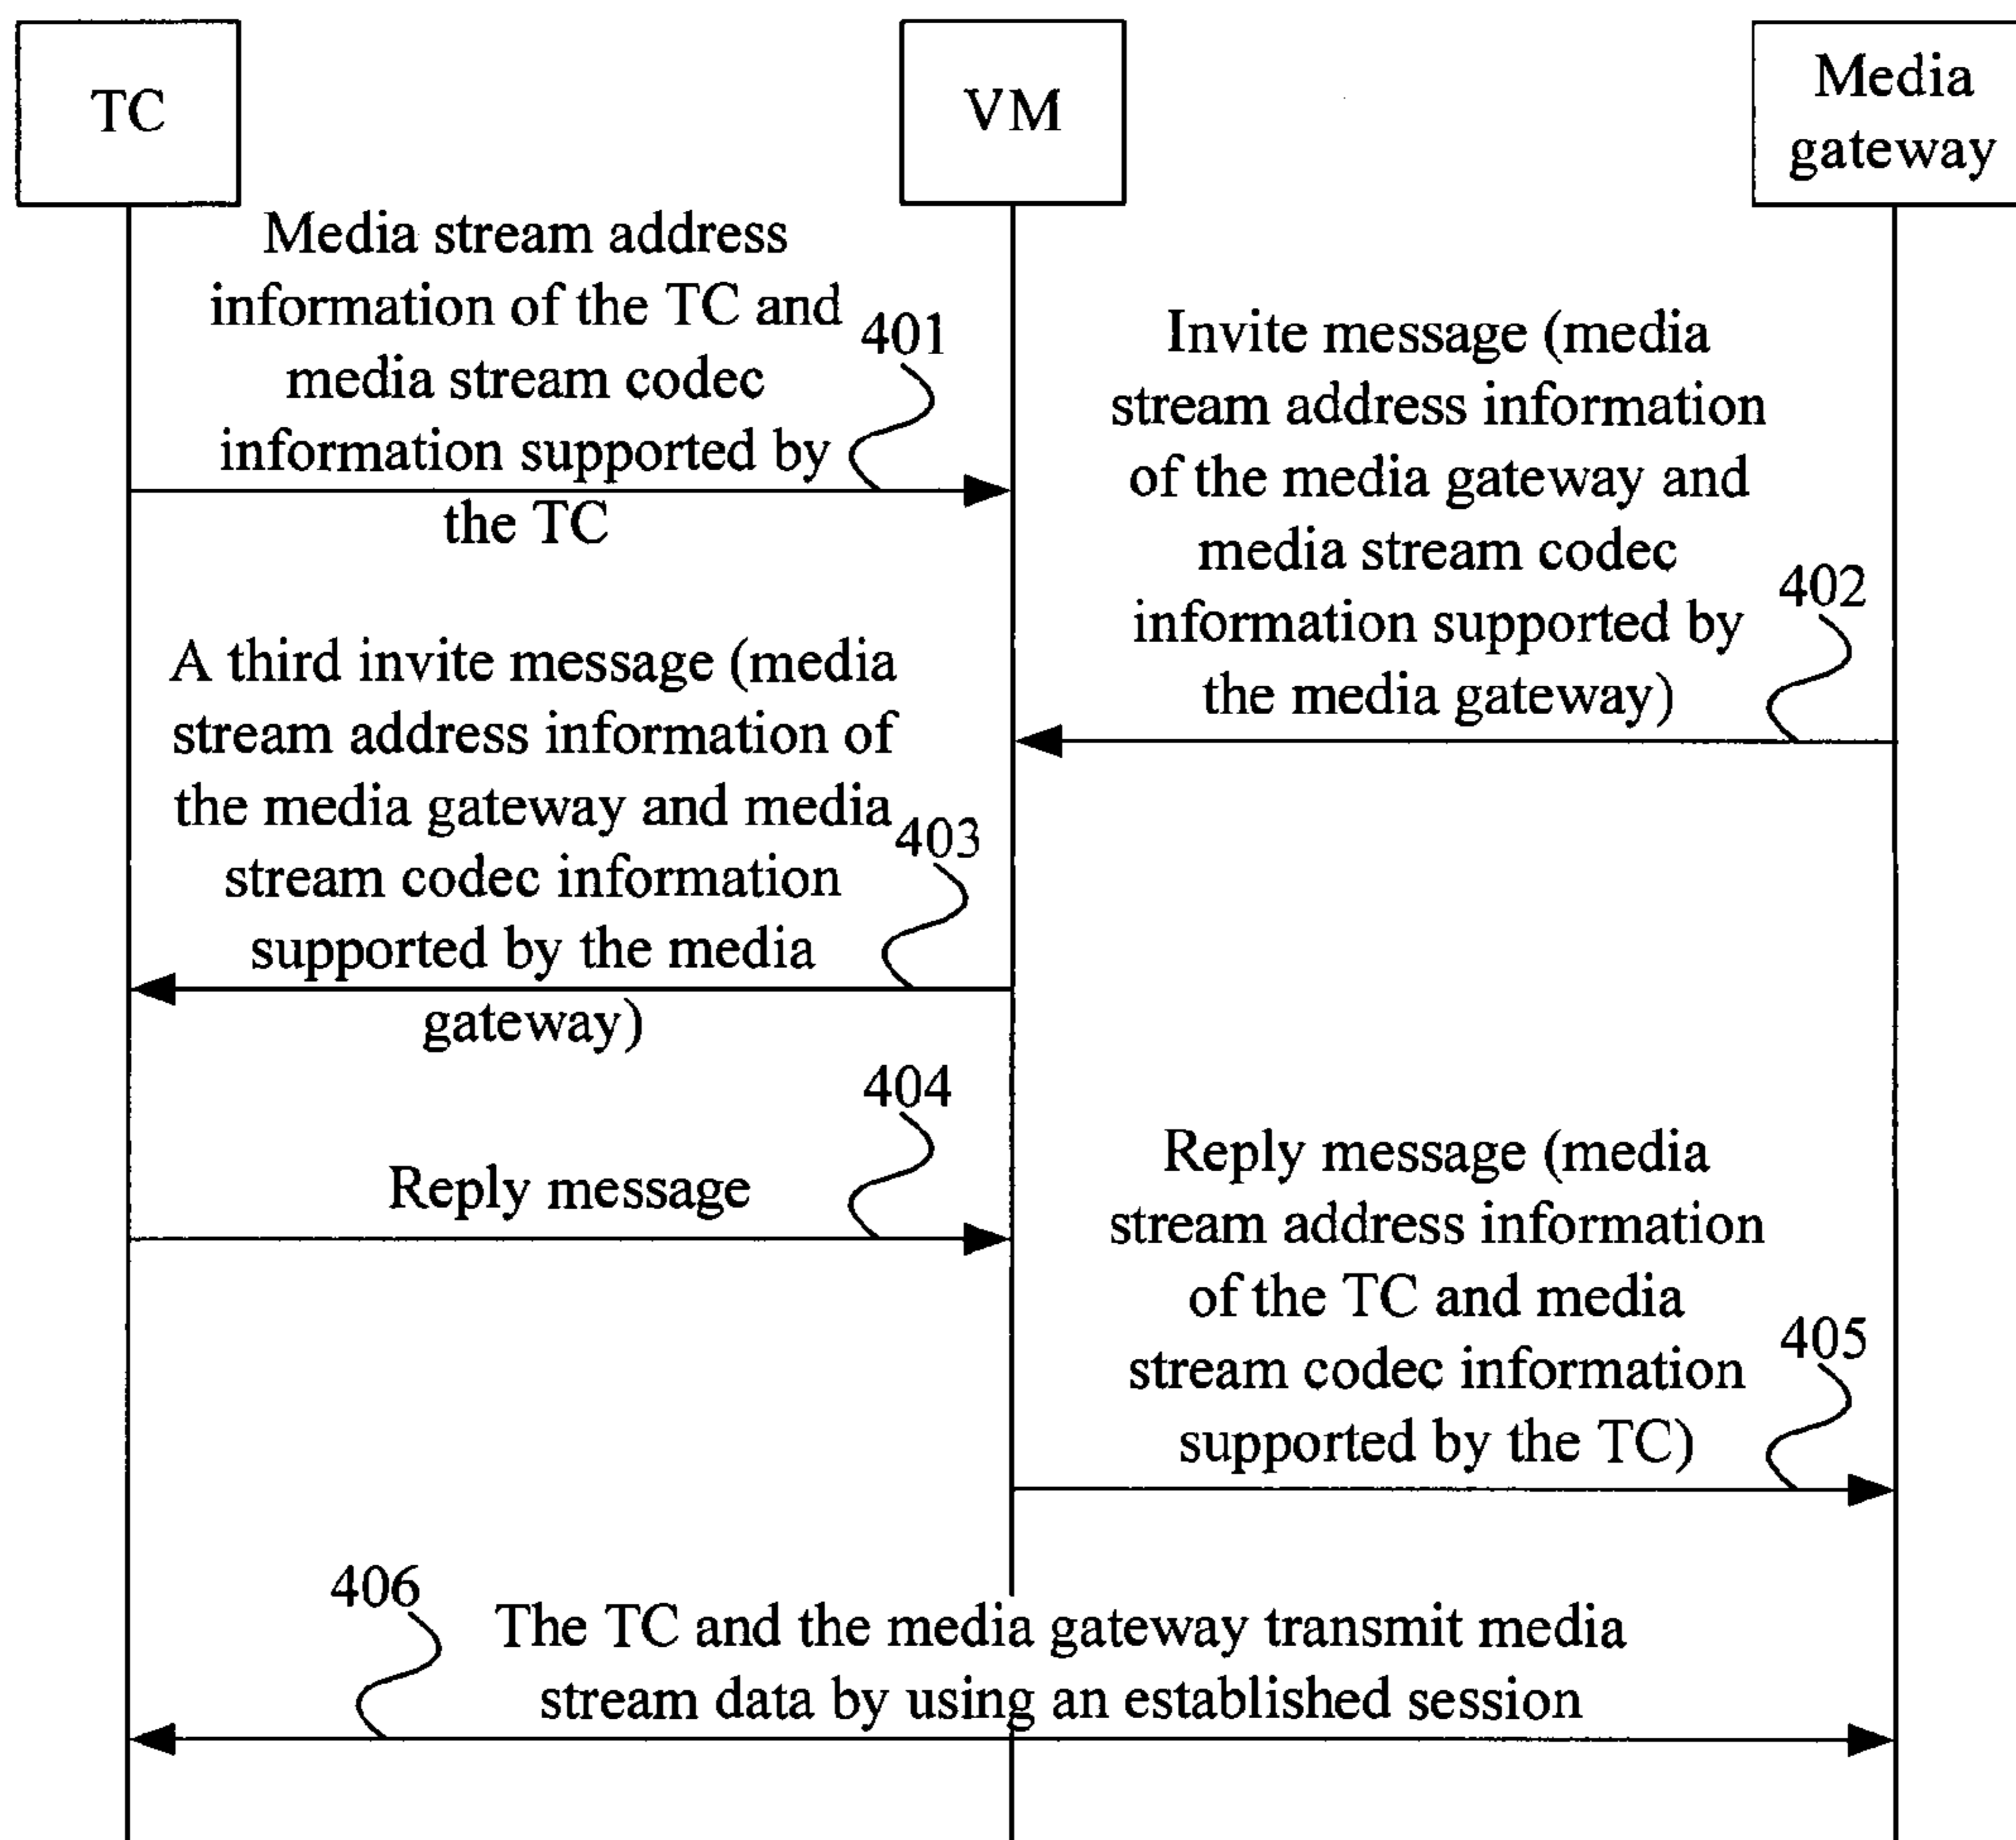 TC
VM
Media
gateway
Media stream address
information of the TC and
media stream codec
information supported by
the TC
401
Invite message (media
stream address information
of the media gateway and
media stream codec
information supported by
the media gateway)
402
A third invite message (media
stream address information of
the media gateway and media
stream codec information
supported by the media
gateway)
403
404
Reply message
Reply message (media
stream address information
of the TC and media
stream codec information
supported by the TC)
405
406
The TC and the media gateway transmit media
stream data by using an established session